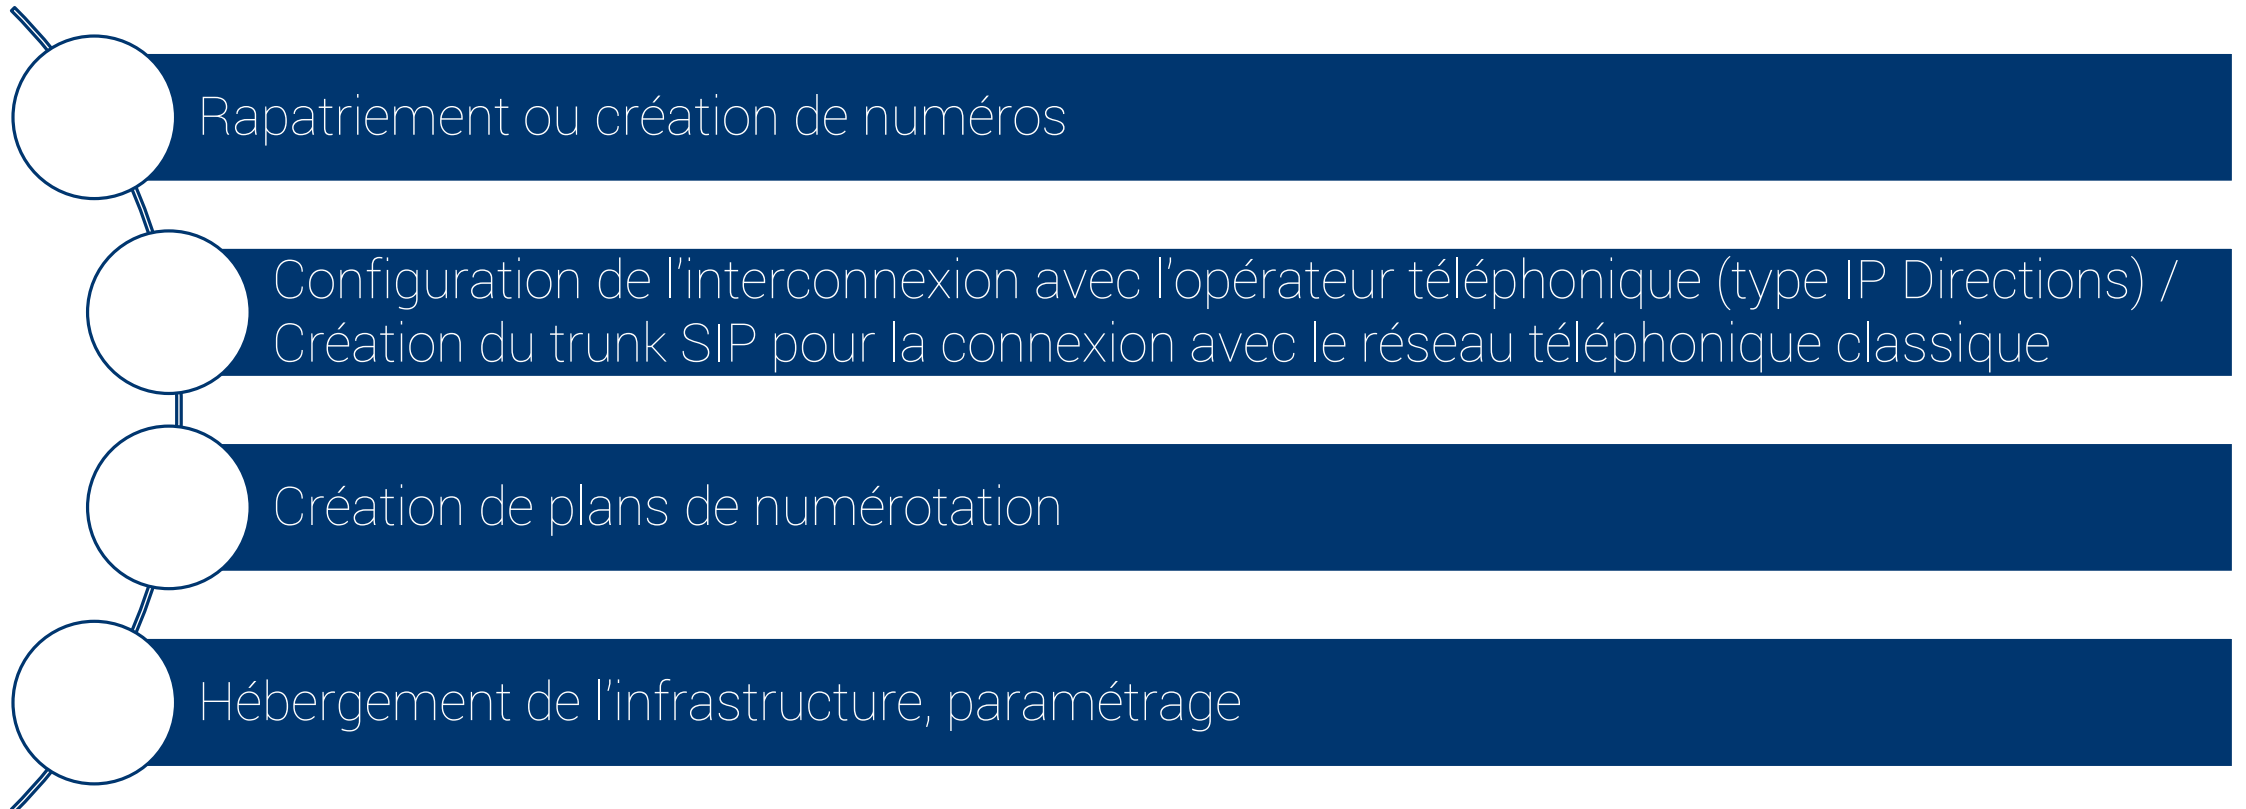 Rapatriement ou création de numéros
Configuration de l’interconnexion avec l’opérateur téléphonique (type IP Directions) /
Création du trunk SIP pour la connexion avec le réseau téléphonique classique
Création de plans de numérotation
Hébergement de l’infrastructure, paramétrage